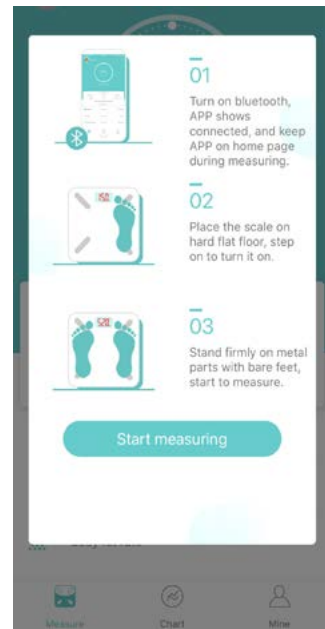 01
Turn on bluetooth,
APP shows
connected, and keep
APP on home page
during measuring.
02
Place the scale on
hard flat floor, step
on to turn it on.
03
Stand firmly on metal
parts with bare feet,
start to measure.
Start measuring
Measure
Chart
Mine